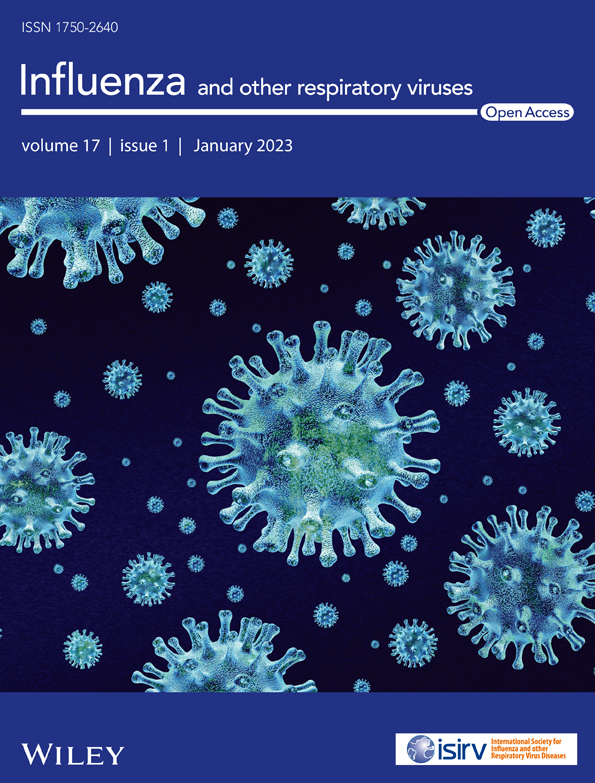 ISSN 1750-2640
Influenza and other respiratory viruses
Open Access
volume 17 | issue 1 | January 2023
WILEY
isirv
International Society for
Influenza and other
Respiratory Virus Diseases